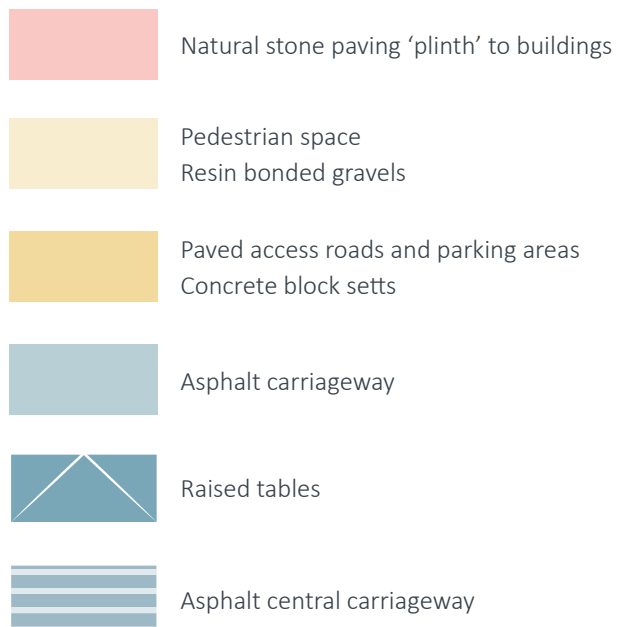 Natural stone paving ‘plinth’ to buildings
Pedestrian space
Resin bonded gravels
Paved access roads and parking areas
Concrete block setts
Asphalt carriageway
Raised tables
Asphalt central carriageway